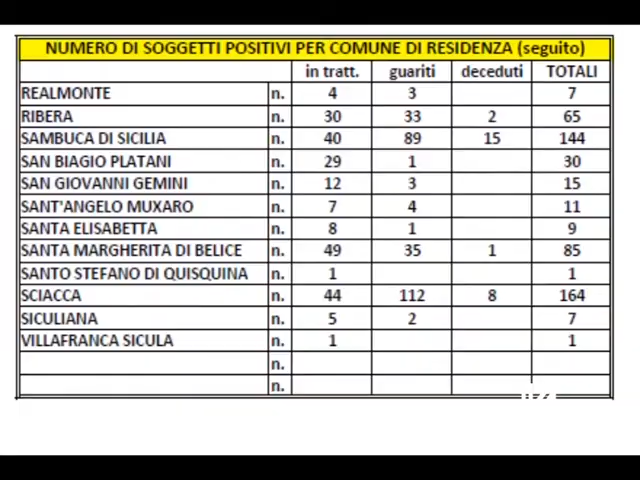 NUMERO DI SOGGETTI POSITIVI PER COMUNE DI RESIDENZA (seguito)
in tratt. guariti deceduti TOTALI
REALMONTE n. 4 3 7
RIBERA n. 30 33 2 65
SAMBUCA DI SICILIA n. 40 89 15 144
SAN BIAGIO PLATANI n. 29 1 30
SAN GIOVANNI GEMINI n. 12 3 15
SANT'ANGELO MUXARO n. 7 4 11
SANTA ELISABETTA n. 8 1 9
SANTA MARGHERITA DI BELICE n. 49 35 1 85
SANTO STEFANO DI QUISQUINA n. 1 1
SCIACCA n. 44 112 8 164
SICULIANA n. 5 2 7
VILLAFRANCA SICULA n. 1 1
n.
n.